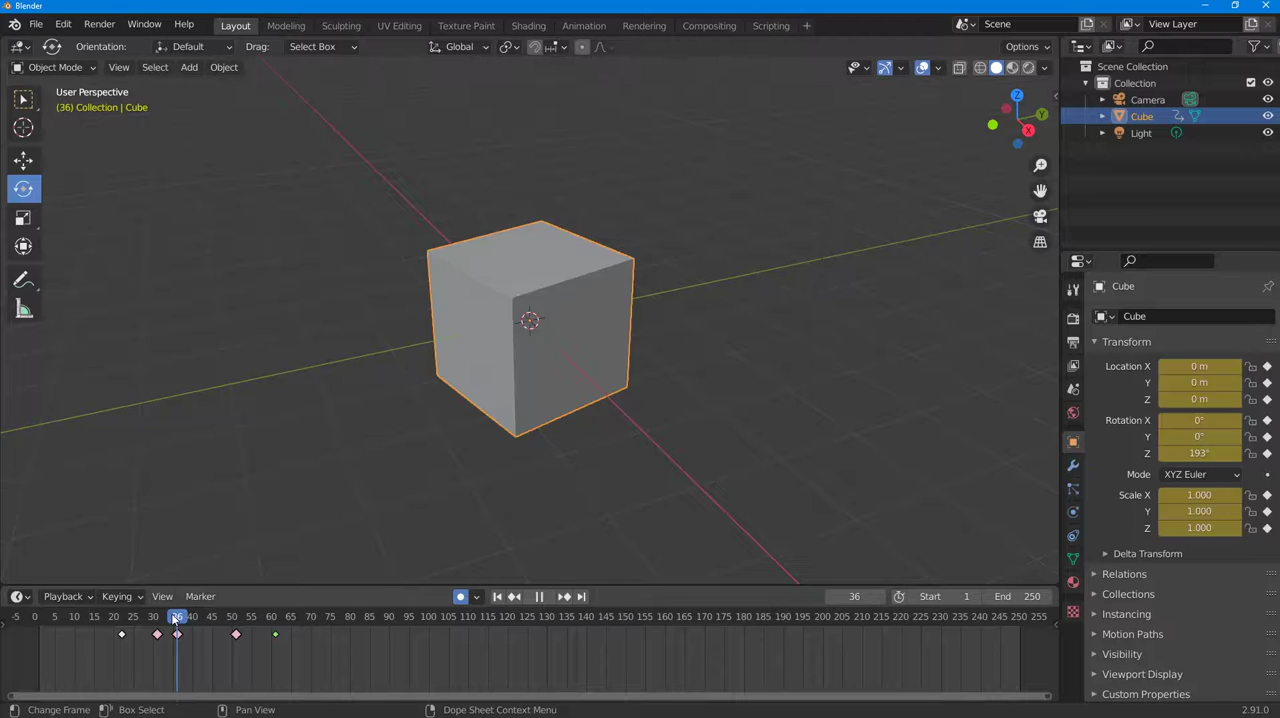 Blender
File Edit Render Window Help Layout Modeling Sculpting UV Editing Texture Paint Shading Animation Rendering Compositing Scripting + Scene View Layer
Orientation: Default Drag: Select Box Global Options
Object Mode View Select Add Object
User Perspective
(36) Collection | Cube
Z
Y
X
Scene Collection
Collection
Camera
Cube
Light
Cube
Cube
Transform
Location X 0 m
Y 0 m
Z 0 m
Rotation X 0°
Y 0°
Z 193°
Mode XYZ Euler
Scale X 1.000
Y 1.000
Z 1.000
Delta Transform
Relations
Collections
Instancing
Motion Paths
Visibility
Viewport Display
Custom Properties
Playback Keying View Marker 36 Start 1 End 250
-5 0 5 10 15 20 25 30 36 40 45 50 55 60 65 70 75 80 85 90 95 100 105 110 115 120 125 130 135 140 145 150 155 160 165 170 175 180 185 190 195 200 205 210 215 220 225 230 235 240 245 250 255
Change Frame Box Select Pan View Dope Sheet Context Menu 2.91.0